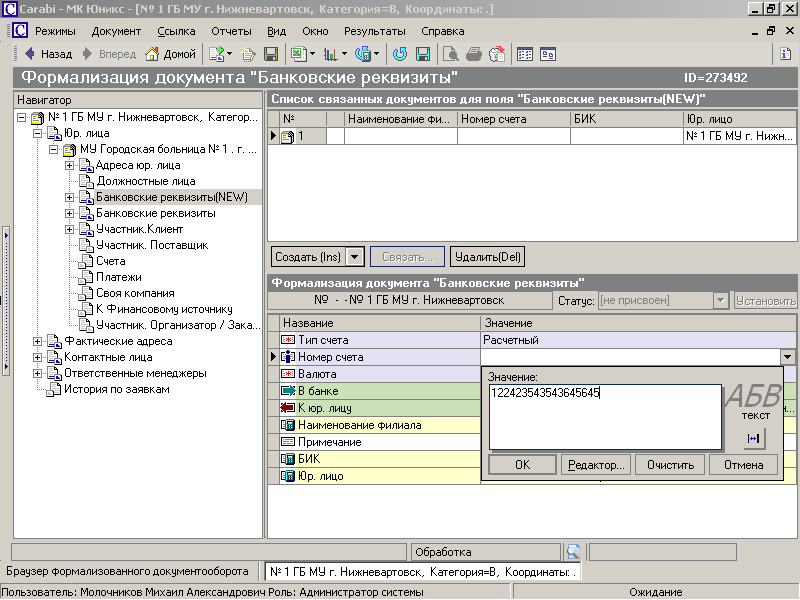 Carabi - МК Юникс - [№ 1 ГБ МУ г. Нижневартовск, Категория=В, Координаты: .]
Режимы Документ Ссылка Отчеты Вид Окно Результаты Справка
Назад Вперед Домой
Формализация документа "Банковские реквизиты" ID=273492
Навигатор
№ 1 ГБ МУ г. Нижневартовск, Категор...
Юр. лица
МУ Городская больница № 1 . г. ...
Адреса юр. лица
Должностные лица
Банковские реквизиты(NEW)
Банковские реквизиты
Участник.Клиент
Участник. Поставщик
Счета
Платежи
Своя компания
К Финансовому источнику
Участник. Организатор / Зака...
Фактические адреса
Контактные лица
Ответственные менеджеры
История по заявкам
Список связанных документов для поля "Банковские реквизиты(NEW)"
№ Наименование фи... Номер счета БИК Юр. лицо
1 № 1 ГБ МУ г. Нижн...
Создать (Ins) Связать... Удалить(Del)
Формализация документа "Банковские реквизиты"
№ - -№ 1 ГБ МУ г. Нижневартовск Статус: [не присвоен] Установить
Название Значение
Тип счета Расчетный
Номер счета
Валюта
В банке
К юр. лицу
Наименование филиала
Примечание
БИК
Юр. лицо
Значение:
122423543543645645
АБВ
текст
OK Редактор... Очистить Отмена
Обработка
Браузер формализованного документооборота № 1 ГБ МУ г. Нижневартовск, Категория=В, Координаты: .
Пользователь: Молочников Михаил Александрович Роль: Администратор системы Ожидание